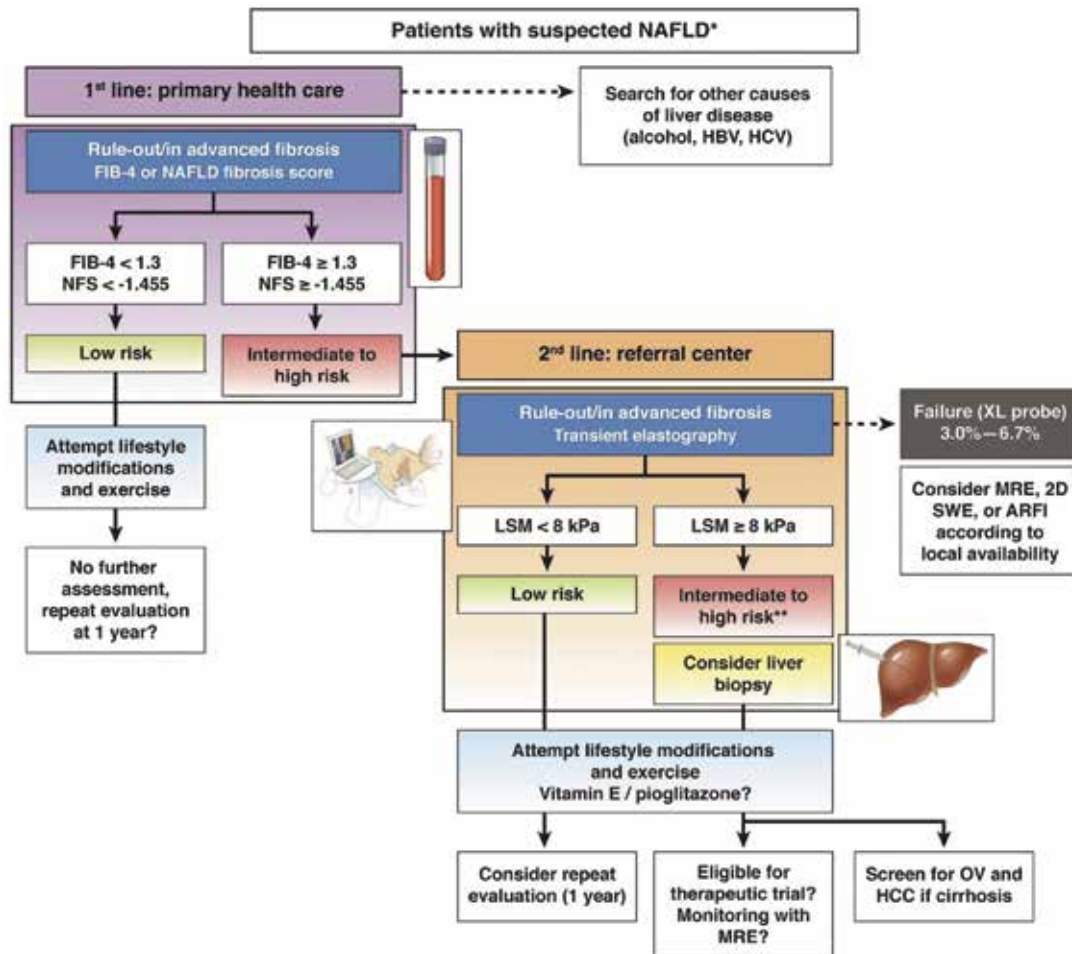 Patients with suspected NAFLD*
1st line: primary health care
Search for other causes
of liver disease
(alcohol, HBV, HCV)
Rule-out/in advanced fibrosis
FIB-4 or NAFLD fibrosis score
FIB-4 < 1.3
NFS < -1.455
FIB-4 ≥ 1.3
NFS ≥ -1.455
Low risk
Intermediate to
high risk
Attempt lifestyle
modifications
and exercise
No further
assessment,
repeat evaluation
at 1 year?
2nd line: referral center
Rule-out/in advanced fibrosis
Transient elastography
Failure (XL probe)
3.0%—6.7%
Consider MRE, 2D
SWE, or ARFI
according to
local availability
LSM < 8 kPa
LSM ≥ 8 kPa
Low risk
Intermediate to
high risk**
Consider liver
biopsy
Attempt lifestyle modifications
and exercise
Vitamin E / pioglitazone?
Consider repeat
evaluation (1 year)
Eligible for
therapeutic trial?
Monitoring with
MRE?
Screen for OV and
HCC if cirrhosis